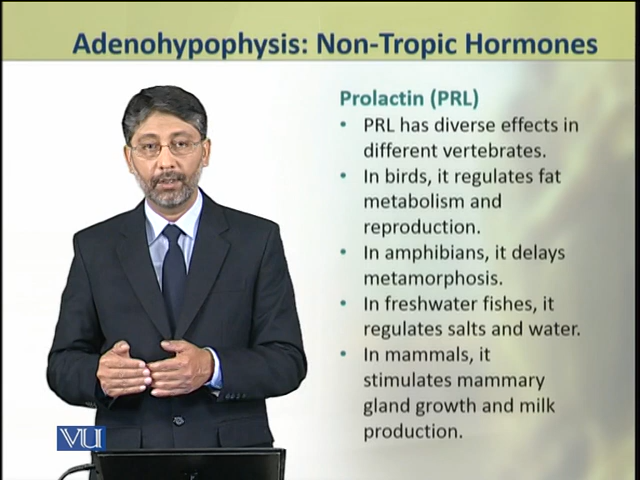 Adenohypophysis: Non-Tropic Hormones
Prolactin (PRL)
• PRL has diverse effects in
different vertebrates.
• In birds, it regulates fat
metabolism and
reproduction.
• In amphibians, it delays
metamorphosis.
• In freshwater fishes, it
regulates salts and water.
• In mammals, it
stimulates mammary
gland growth and milk
production.
VU